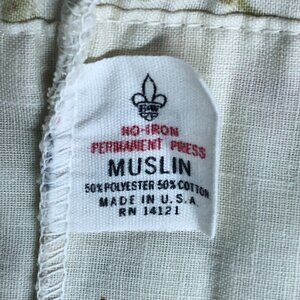 NO-IRON
PERMANENT PRESS
MUSLIN
50% POLYESTER 50% COTTON
MADE IN U.S.A.
RN 14121